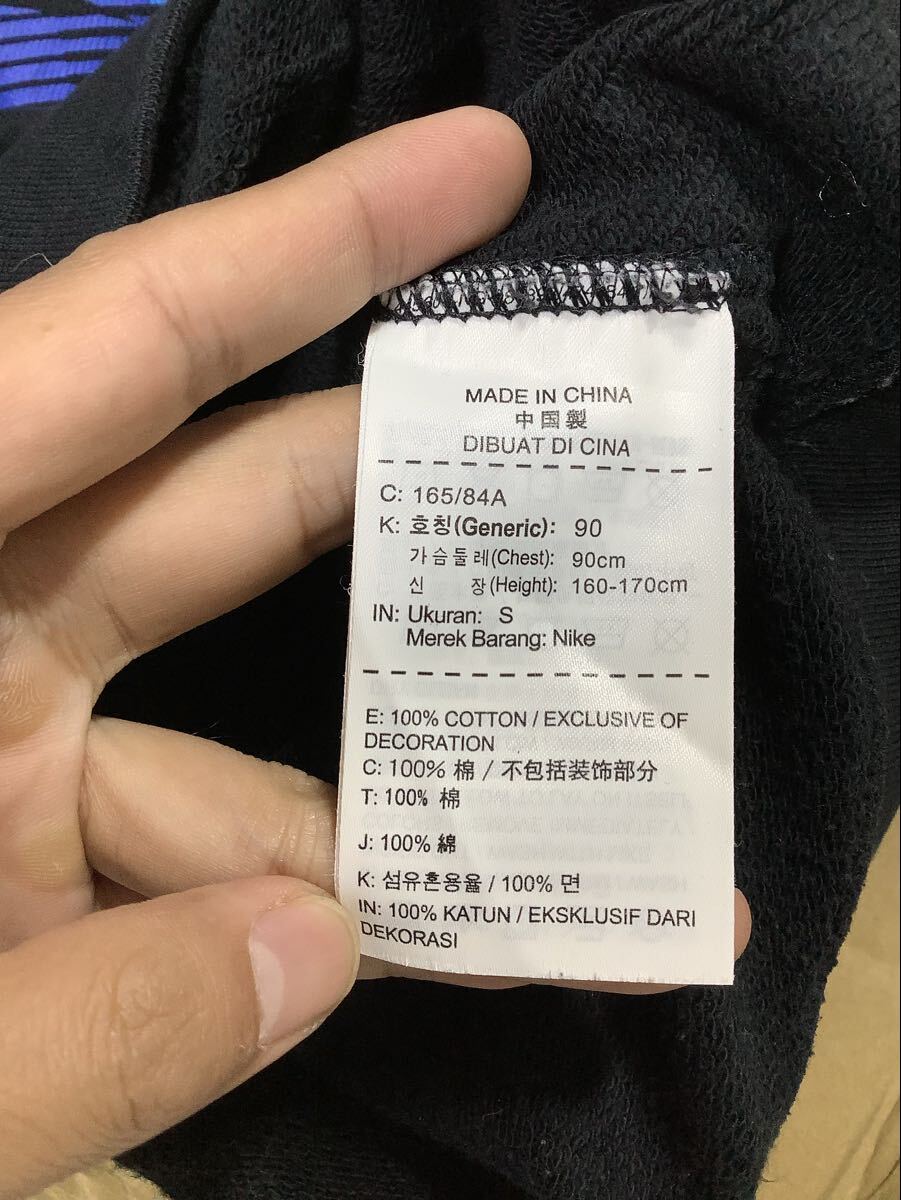 MADE IN CHINA
中国製
DIBUAT DI CINA
C: 165/84A
K: 호칭(Generic): 90
가슴둘레(Chest): 90cm
신 장(Height): 160-170cm
IN: Ukuran: S
Merek Barang: Nike
E: 100% COTTON / EXCLUSIVE OF
DECORATION
C: 100% 棉 / 不包括装饰部分
T: 100% 棉
J: 100% 綿
K: 섬유혼용율 / 100% 면
IN: 100% KATUN / EKSKLUSIF DARI
DEKORASI